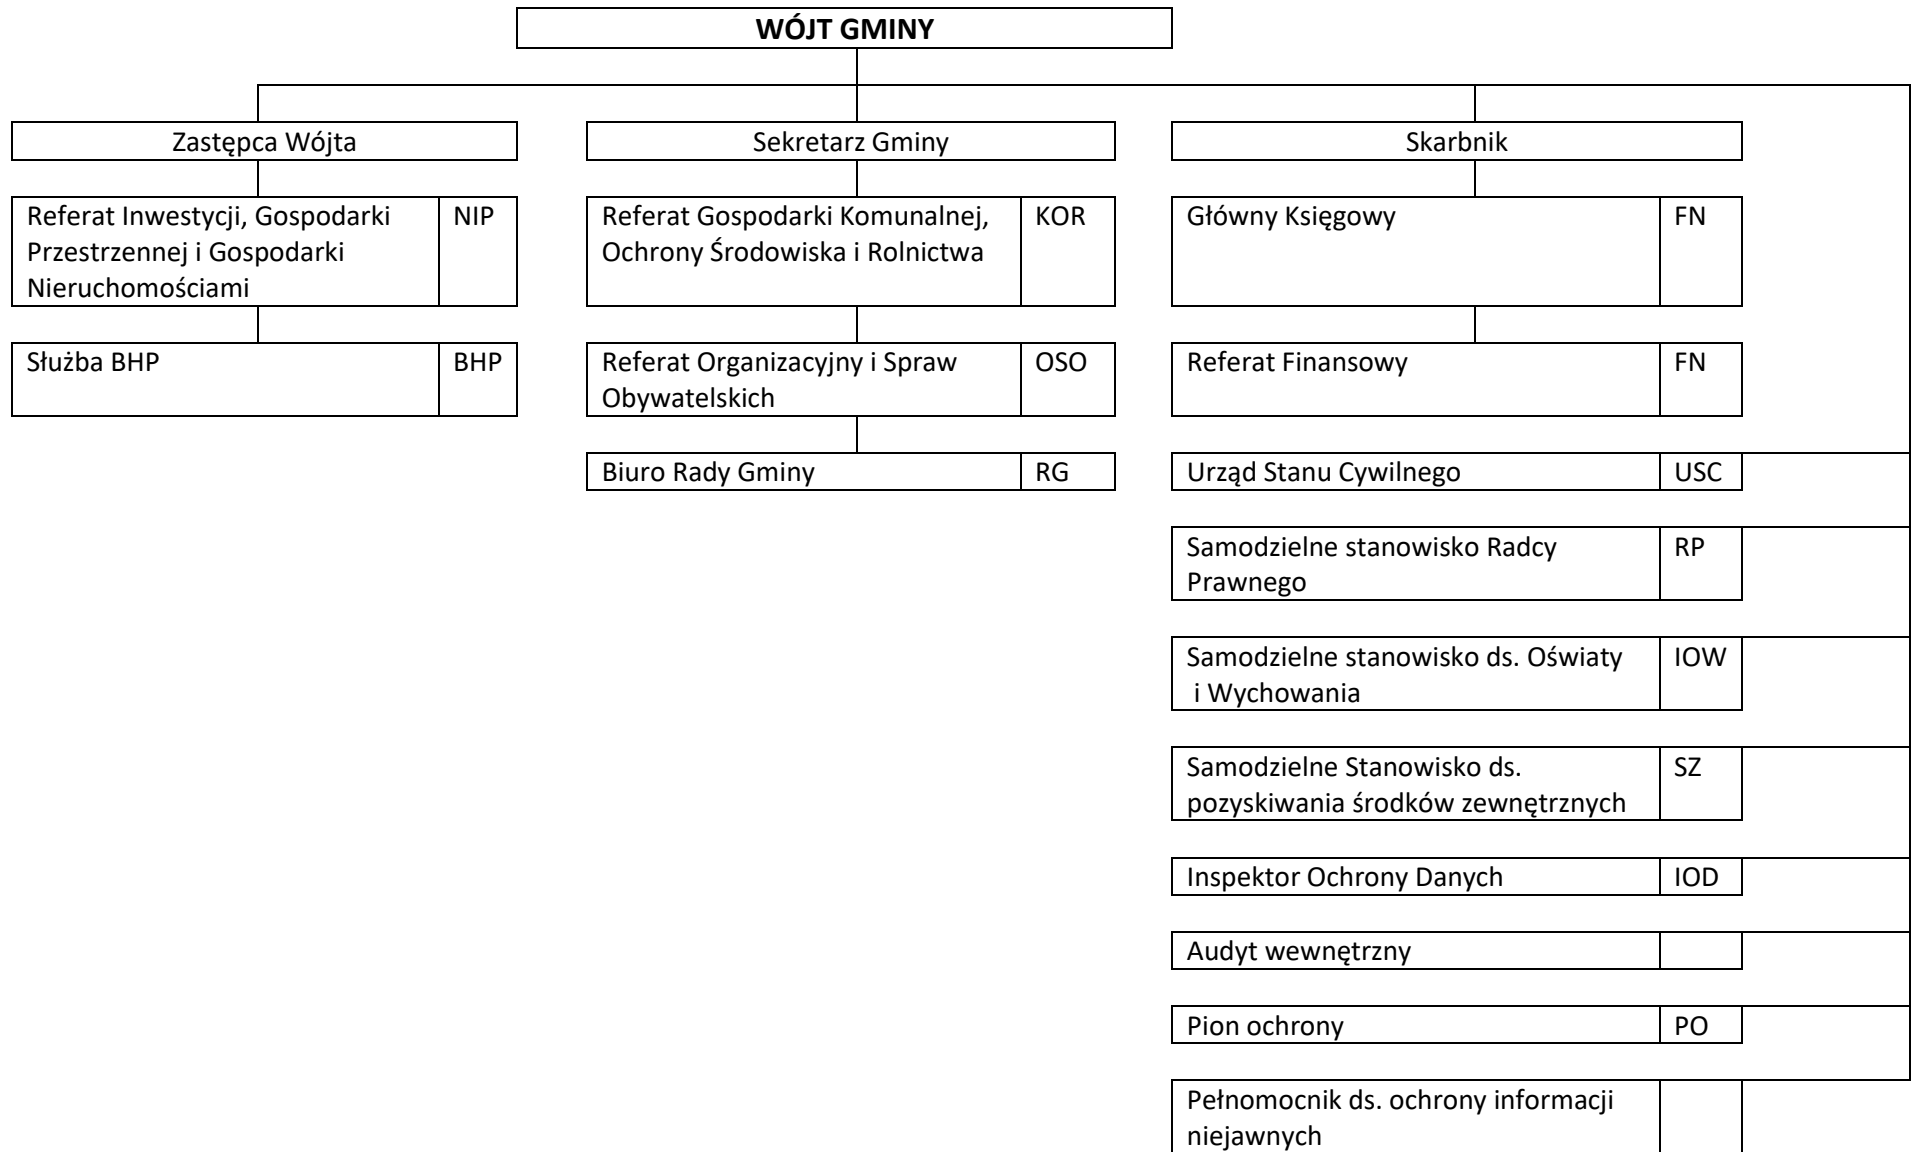 WÓJT GMINY
Zastępca Wójta
Sekretarz Gminy
Skarbnik
Referat Inwestycji, Gospodarki
Przestrzennej i Gospodarki
Nieruchomościami
NIP
Referat Gospodarki Komunalnej,
Ochrony Środowiska i Rolnictwa
KOR
Główny Księgowy
FN
Służba BHP
BHP
Referat Organizacyjny i Spraw
Obywatelskich
OSO
Referat Finansowy
FN
Biuro Rady Gminy
RG
Urząd Stanu Cywilnego
USC
Samodzielne stanowisko Radcy
Prawnego
RP
Samodzielne stanowisko ds. Oświaty
i Wychowania
IOW
Samodzielne Stanowisko ds.
pozyskiwania środków zewnętrznych
SZ
Inspektor Ochrony Danych
IOD
Audyt wewnętrzny
Pion ochrony
PO
Pełnomocnik ds. ochrony informacji
niejawnych